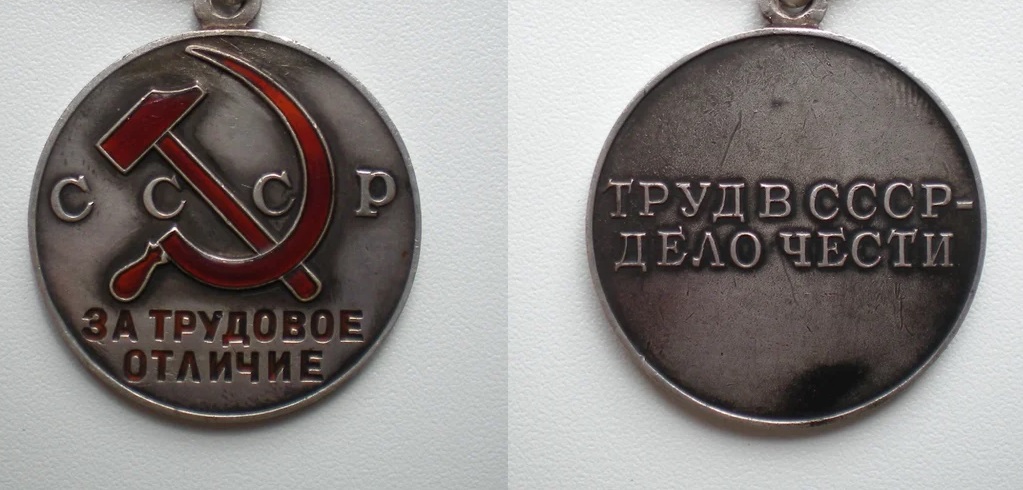 С С С Р
ЗА ТРУДОВОЕ
ОТЛИЧИЕ
ТРУД В СССР-
ДЕЛО ЧЕСТИ